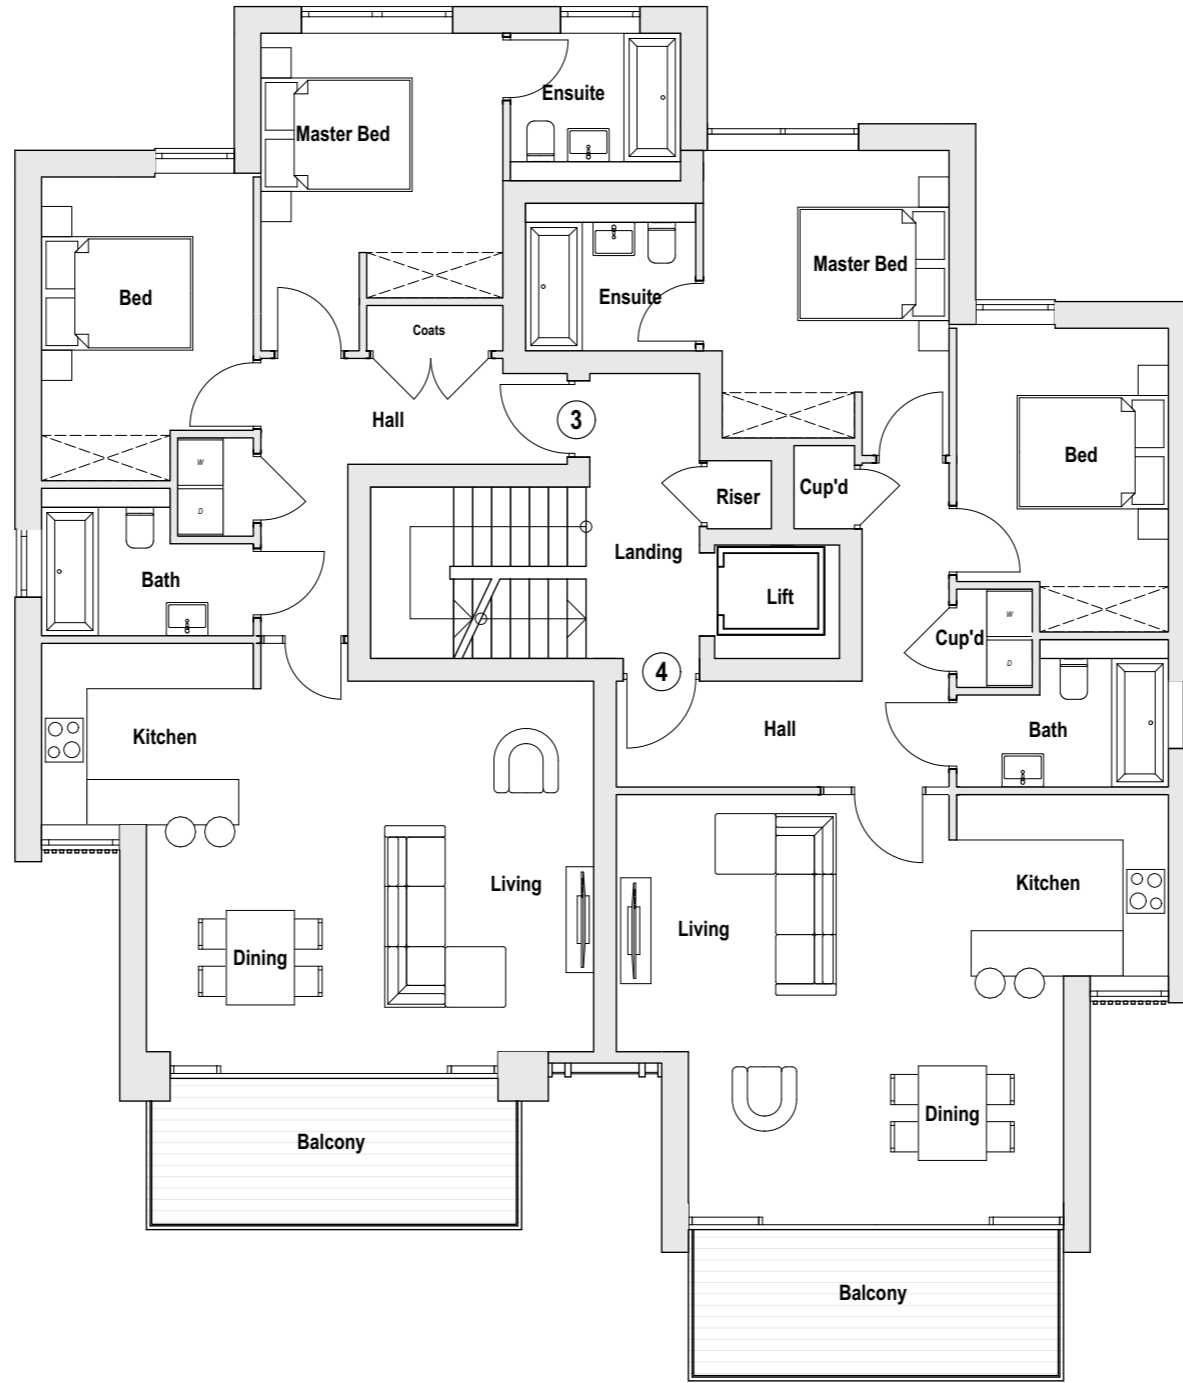 Ensuite
Master Bed
Master Bed
Bed
Ensuite
Coats
Hall
3
Bed
W
Riser
Cup'd
D
Landing
Bath
Lift
W
Cup'd
D
4
Kitchen
Hall
Bath
Living
Kitchen
Living
Dining
Dining
Balcony
Balcony